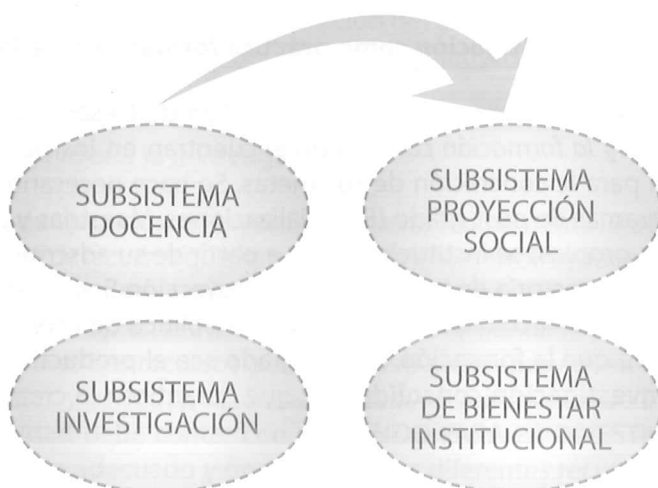 SUBSISTEMA
DOCENCIA
SUBSISTEMA
PROYECCIÓN
SOCIAL
SUBSISTEMA
INVESTIGACIÓN
SUBSISTEMA
DE BIENESTAR
INSTITUCIONAL